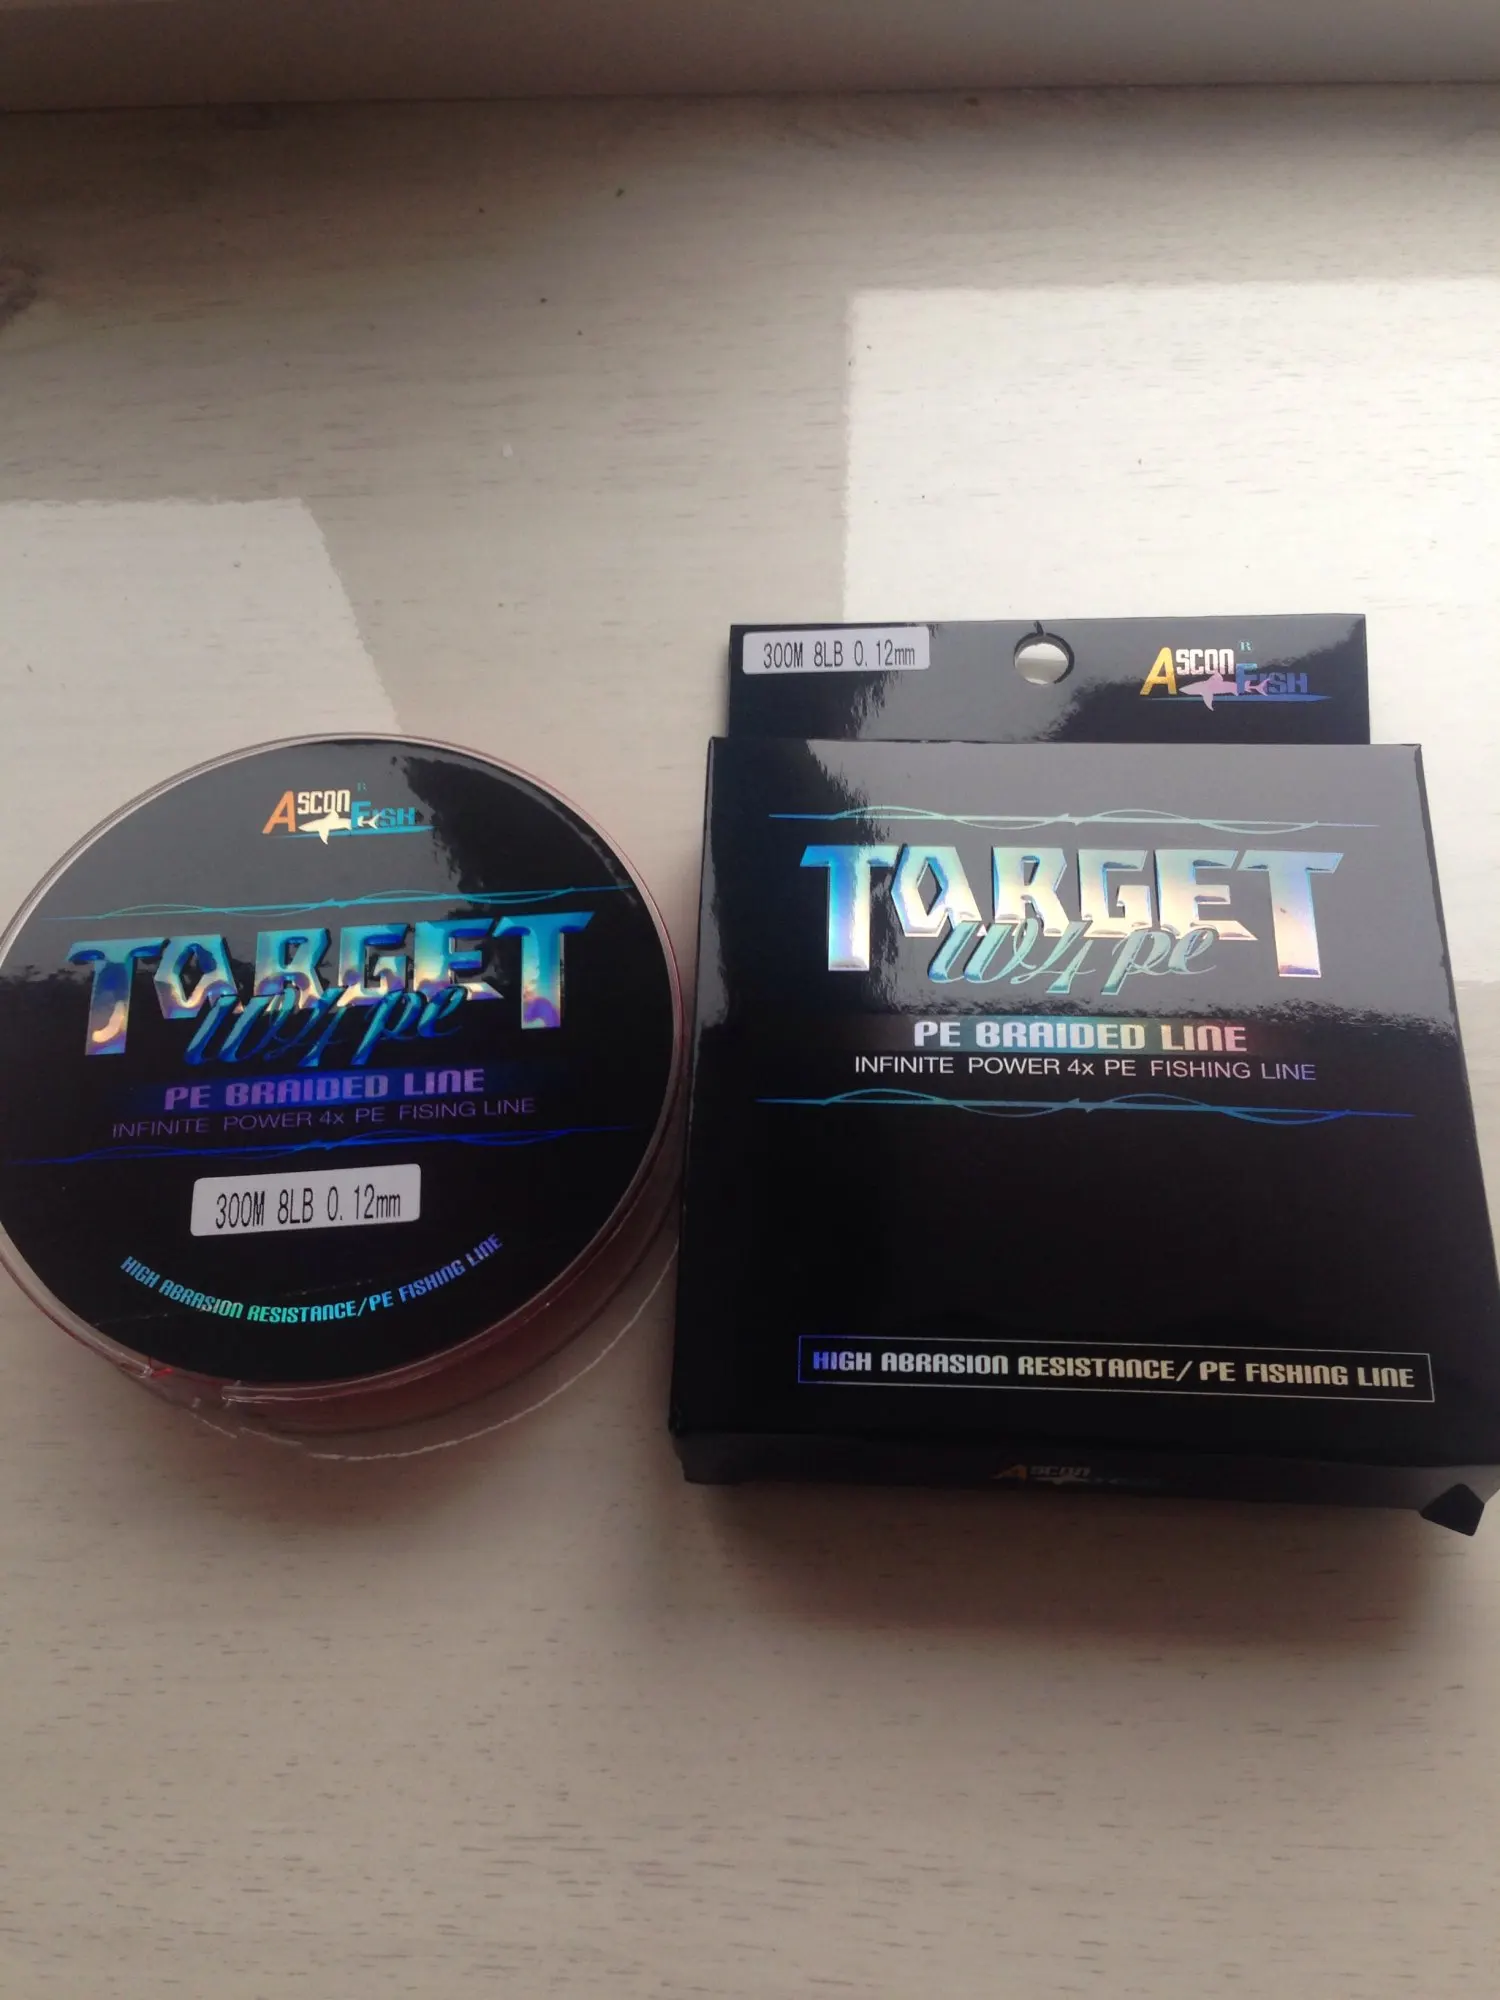 ASCON FISH R
TARGET
W4 pe
PE BRAIDED LINE
INFINITE POWER 4x PE FISING LINE
300M 8LB 0.12mm
HIGH ABRASION RESISTANCE/PE FISHING LINE
300M 8LB 0.12mm
ASCON FISH R
TARGET
W4 pe
PE BRAIDED LINE
INFINITE POWER 4x PE FISHING LINE
HIGH ABRASION RESISTANCE/ PE FISHING LINE
ASCON